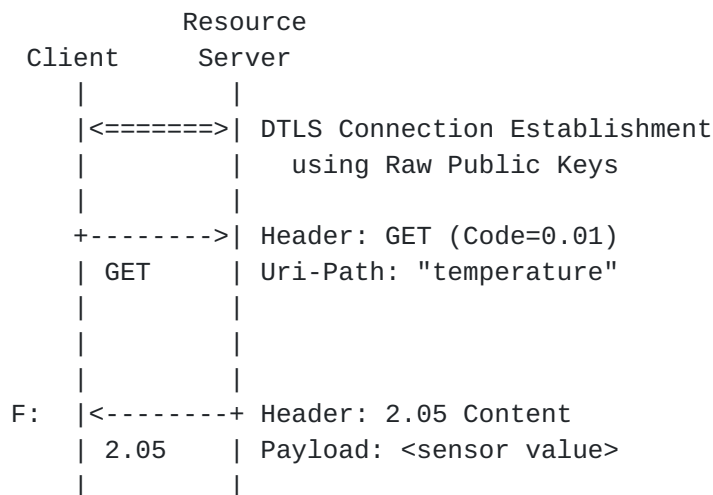 Resource
Client Server
| |
|<=======>| DTLS Connection Establishment
| | using Raw Public Keys
| |
+-------->| Header: GET (Code=0.01)
| GET | Uri-Path: "temperature"
| |
| |
| |
F: |<--------+ Header: 2.05 Content
| 2.05 | Payload: <sensor value>
| |